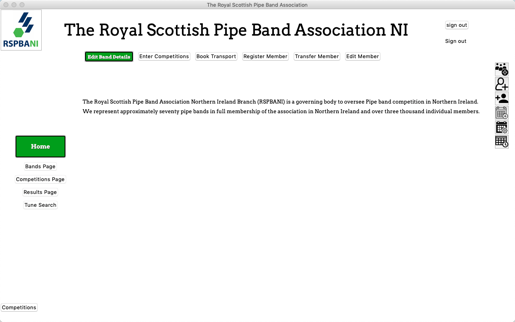 The Royal Scottish Pipe Band Association
RSPBANI
The Royal Scottish Pipe Band Association NI
sign out
Sign out
Edit Band Details
Enter Competitions
Book Transport
Register Member
Transfer Member
Edit Member
The Royal Scottish Pipe Band Association Northern Ireland Branch (RSPBANI) is a governing body to oversee Pipe band competition in Northern Ireland.
We represent approximately seventy pipe bands in full membership of the association in Northern Ireland and over three thousand individual members.
Home
Bands Page
Competitions Page
Results Page
Tune Search
Competitions